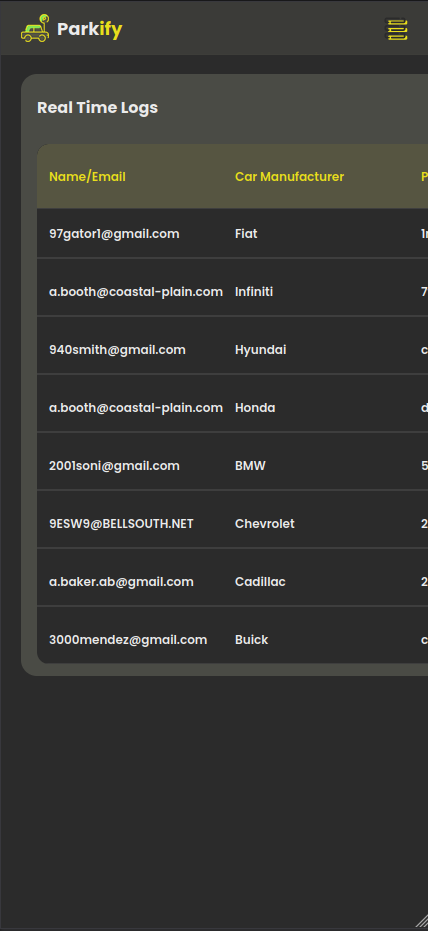 Parkify
Real Time Logs
Name/Email Car Manufacturer P
97gator1@gmail.com Fiat 1
a.booth@coastal-plain.com Infiniti 7
940smith@gmail.com Hyundai c
a.booth@coastal-plain.com Honda d
2001soni@gmail.com BMW 5
9ESW9@BELLSOUTH.NET Chevrolet 2
a.baker.ab@gmail.com Cadillac 2
3000mendez@gmail.com Buick c